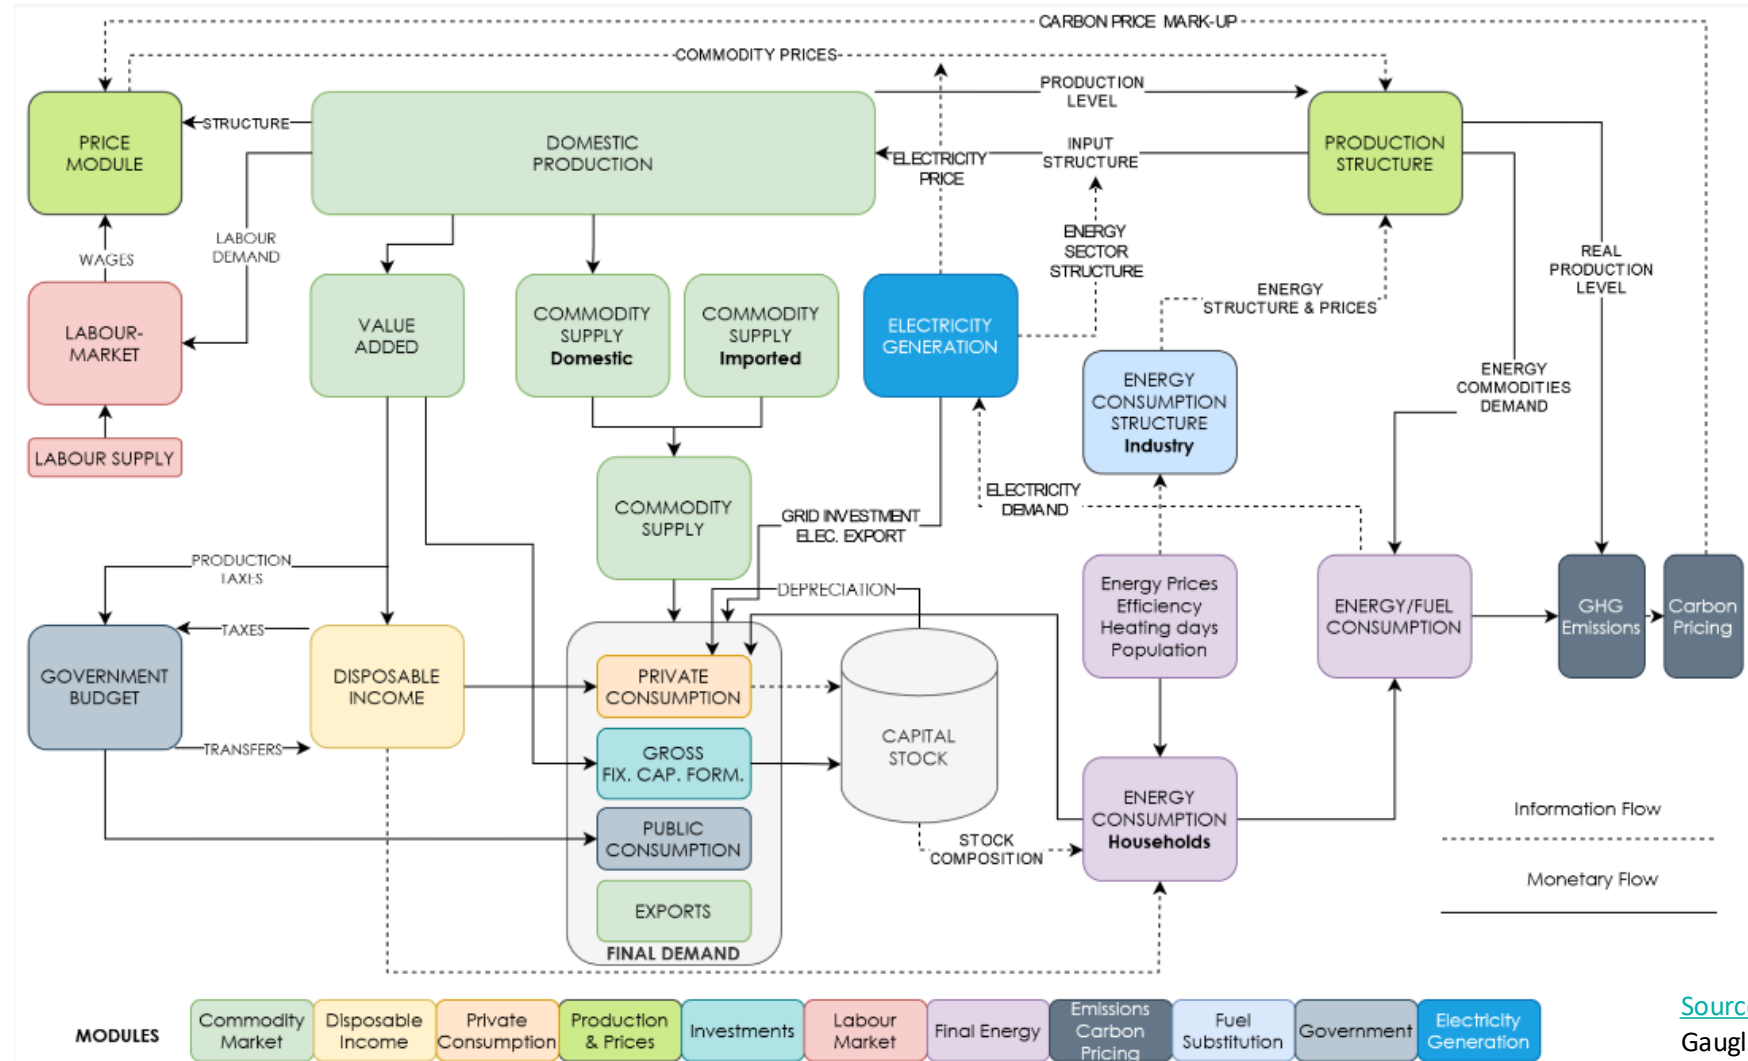 CARBON PRICE MARK-UP
COMMODITY PRICES
PRODUCTION
LEVEL
STRUCTURE
PRICE
MODULE
DOMESTIC
PRODUCTION
INPUT
STRUCTURE
PRODUCTION
STRUCTURE
ELECTRICITY
PRICE
LABOUR
DEMAND
WAGES
ENERGY
SECTOR
STRUCTURE
REAL
PRODUCTION
LEVEL
ENERGY
STRUCTURE & PRICES
LABOUR-
MARKET
VALUE
ADDED
COMMODITY
SUPPLY
Domestic
COMMODITY
SUPPLY
Imported
ELECTRICITY
GENERATION
ENERGY
CONSUMPTION
STRUCTURE
Industry
ENERGY
COMMODITIES
DEMAND
LABOUR SUPPLY
COMMODITY
SUPPLY
ELECTRICITY
DEMAND
GRID INVESTMENT
ELEC. EXPORT
PRODUCTION
TAXES
DEPRECIATION
Energy Prices
Efficiency
Heating days
Population
ENERGY/FUEL
CONSUMPTION
GHG
Emissions
Carbon
Pricing
TAXES
GOVERNMENT
BUDGET
DISPOSABLE
INCOME
PRIVATE
CONSUMPTION
TRANSFERS
GROSS
FIX. CAP. FORM.
CAPITAL
STOCK
PUBLIC
CONSUMPTION
STOCK
COMPOSITION
ENERGY
CONSUMPTION
Households
EXPORTS
FINAL DEMAND
Information Flow
Monetary Flow
MODULES
Commodity
Market
Disposable
Income
Private
Consumption
Production
& Prices
Investments
Labour
Market
Final Energy
Emissions
Carbon
Pricing
Fuel
Substitution
Government
Electricity
Generation
Sourc
Gaugl